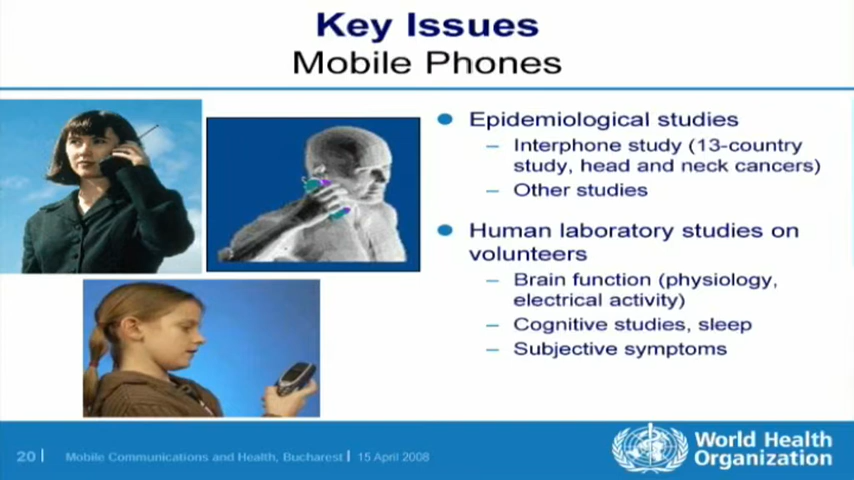 Key Issues
Mobile Phones
Epidemiological studies
– Interphone study (13-country
study, head and neck cancers)
– Other studies
Human laboratory studies on
volunteers
– Brain function (physiology,
electrical activity)
– Cognitive studies, sleep
– Subjective symptoms
20 | Mobile Communications and Health, Bucharest | 15 April 2008
World Health
Organization